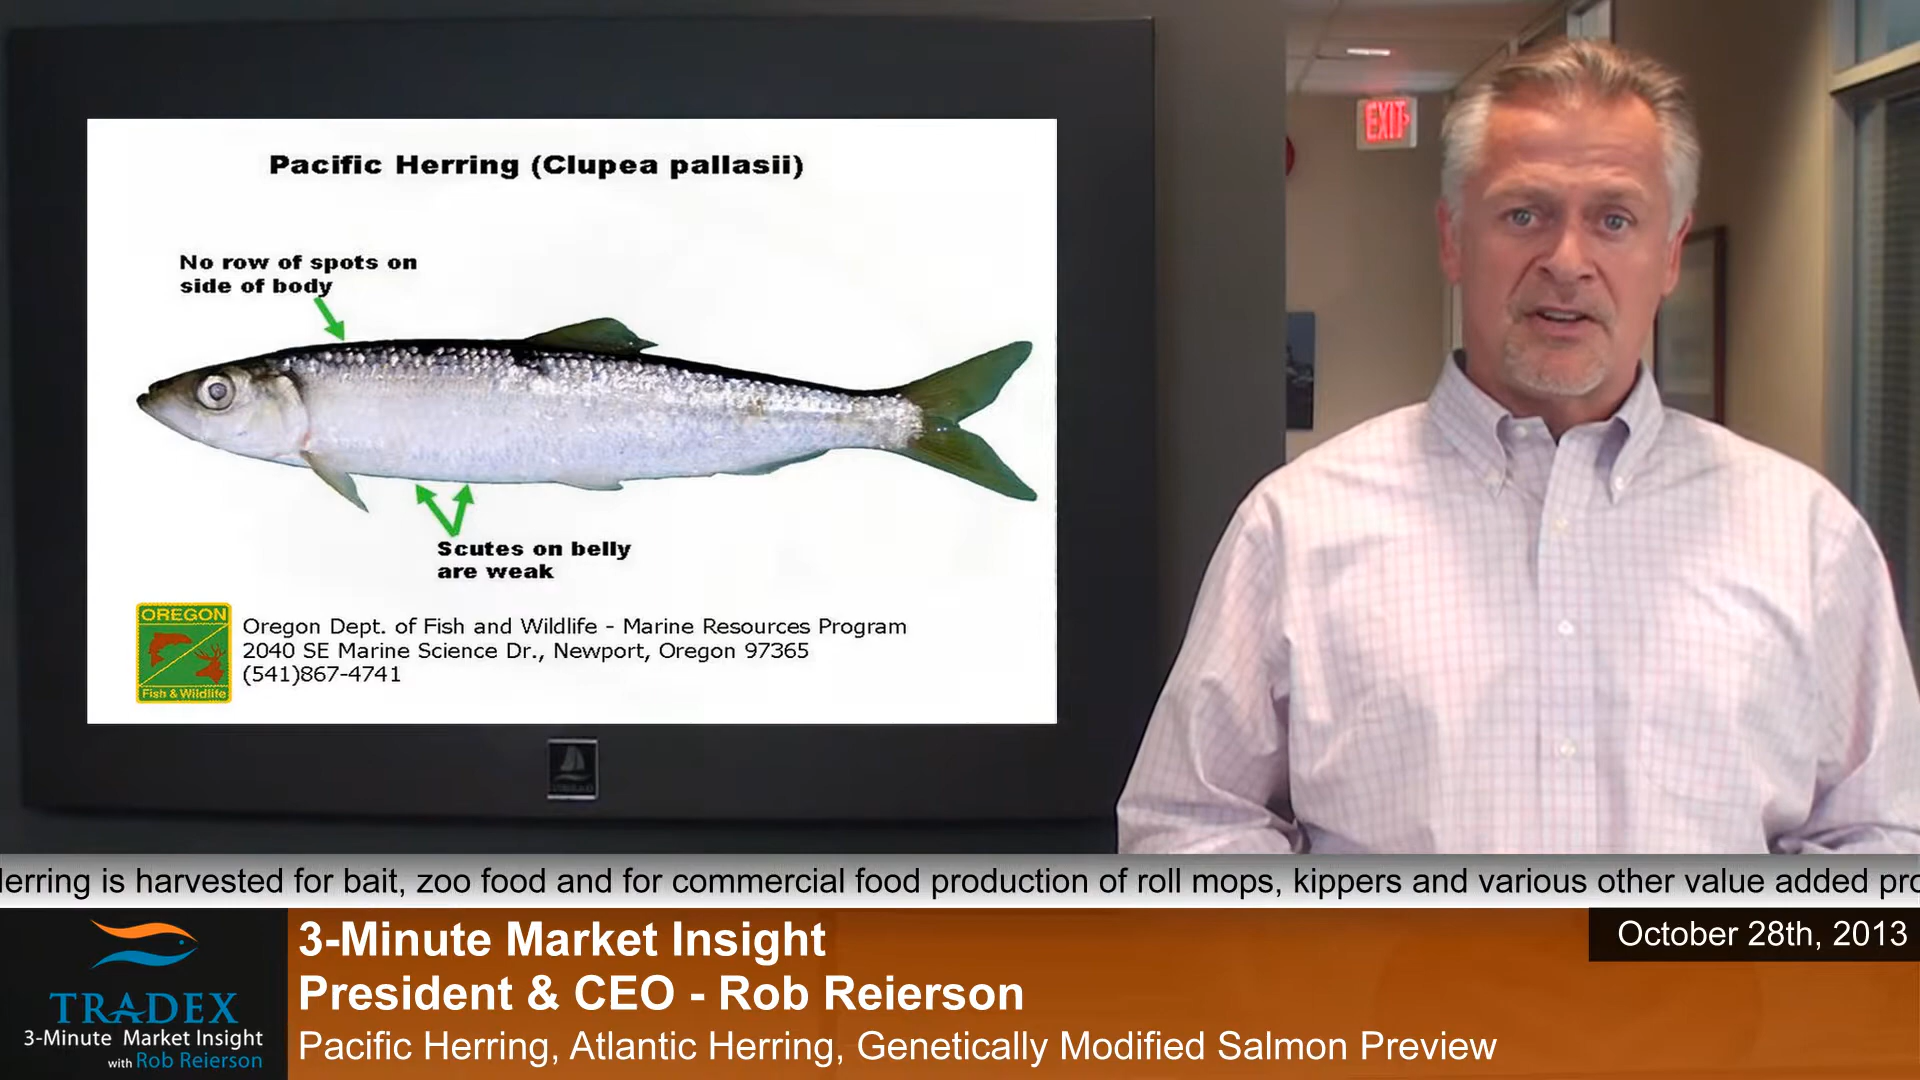 Pacific Herring (Clupea pallasii)
No row of spots on
side of body
EXIT
Scutes on belly
are weak
OREGON
Fish & Wildlife
Oregon Dept. of Fish and Wildlife - Marine Resources Program
2040 SE Marine Science Dr., Newport, Oregon 97365
(541)867-4741
is harvested for bait, zoo food and for commercial food production of roll mops, kippers and various other value added
3-Minute Market Insight
October 28th, 2013
President & CEO - Rob Reierson
Pacific Herring, Atlantic Herring, Genetically Modified Salmon Preview
TRADEX
3-Minute Market Insight
with Rob Reierson